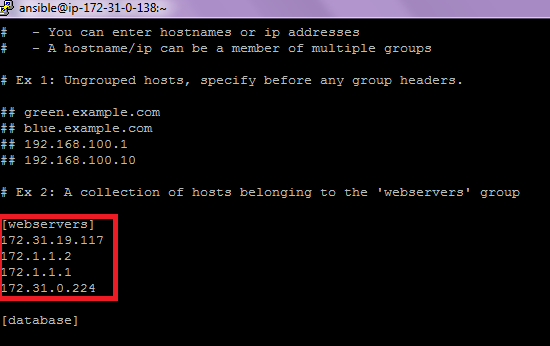 ansible@ip-172-31-0-138:~
#   - You can enter hostnames or ip addresses
#   - A hostname/ip can be a member of multiple groups
# Ex 1: Ungrouped hosts, specify before any group headers.
## green.example.com
## blue.example.com
## 192.168.100.1
## 192.168.100.10
# Ex 2: A collection of hosts belonging to the 'webservers' group
[webservers]
172.31.19.117
172.1.1.2
172.1.1.1
172.31.0.224
[database]